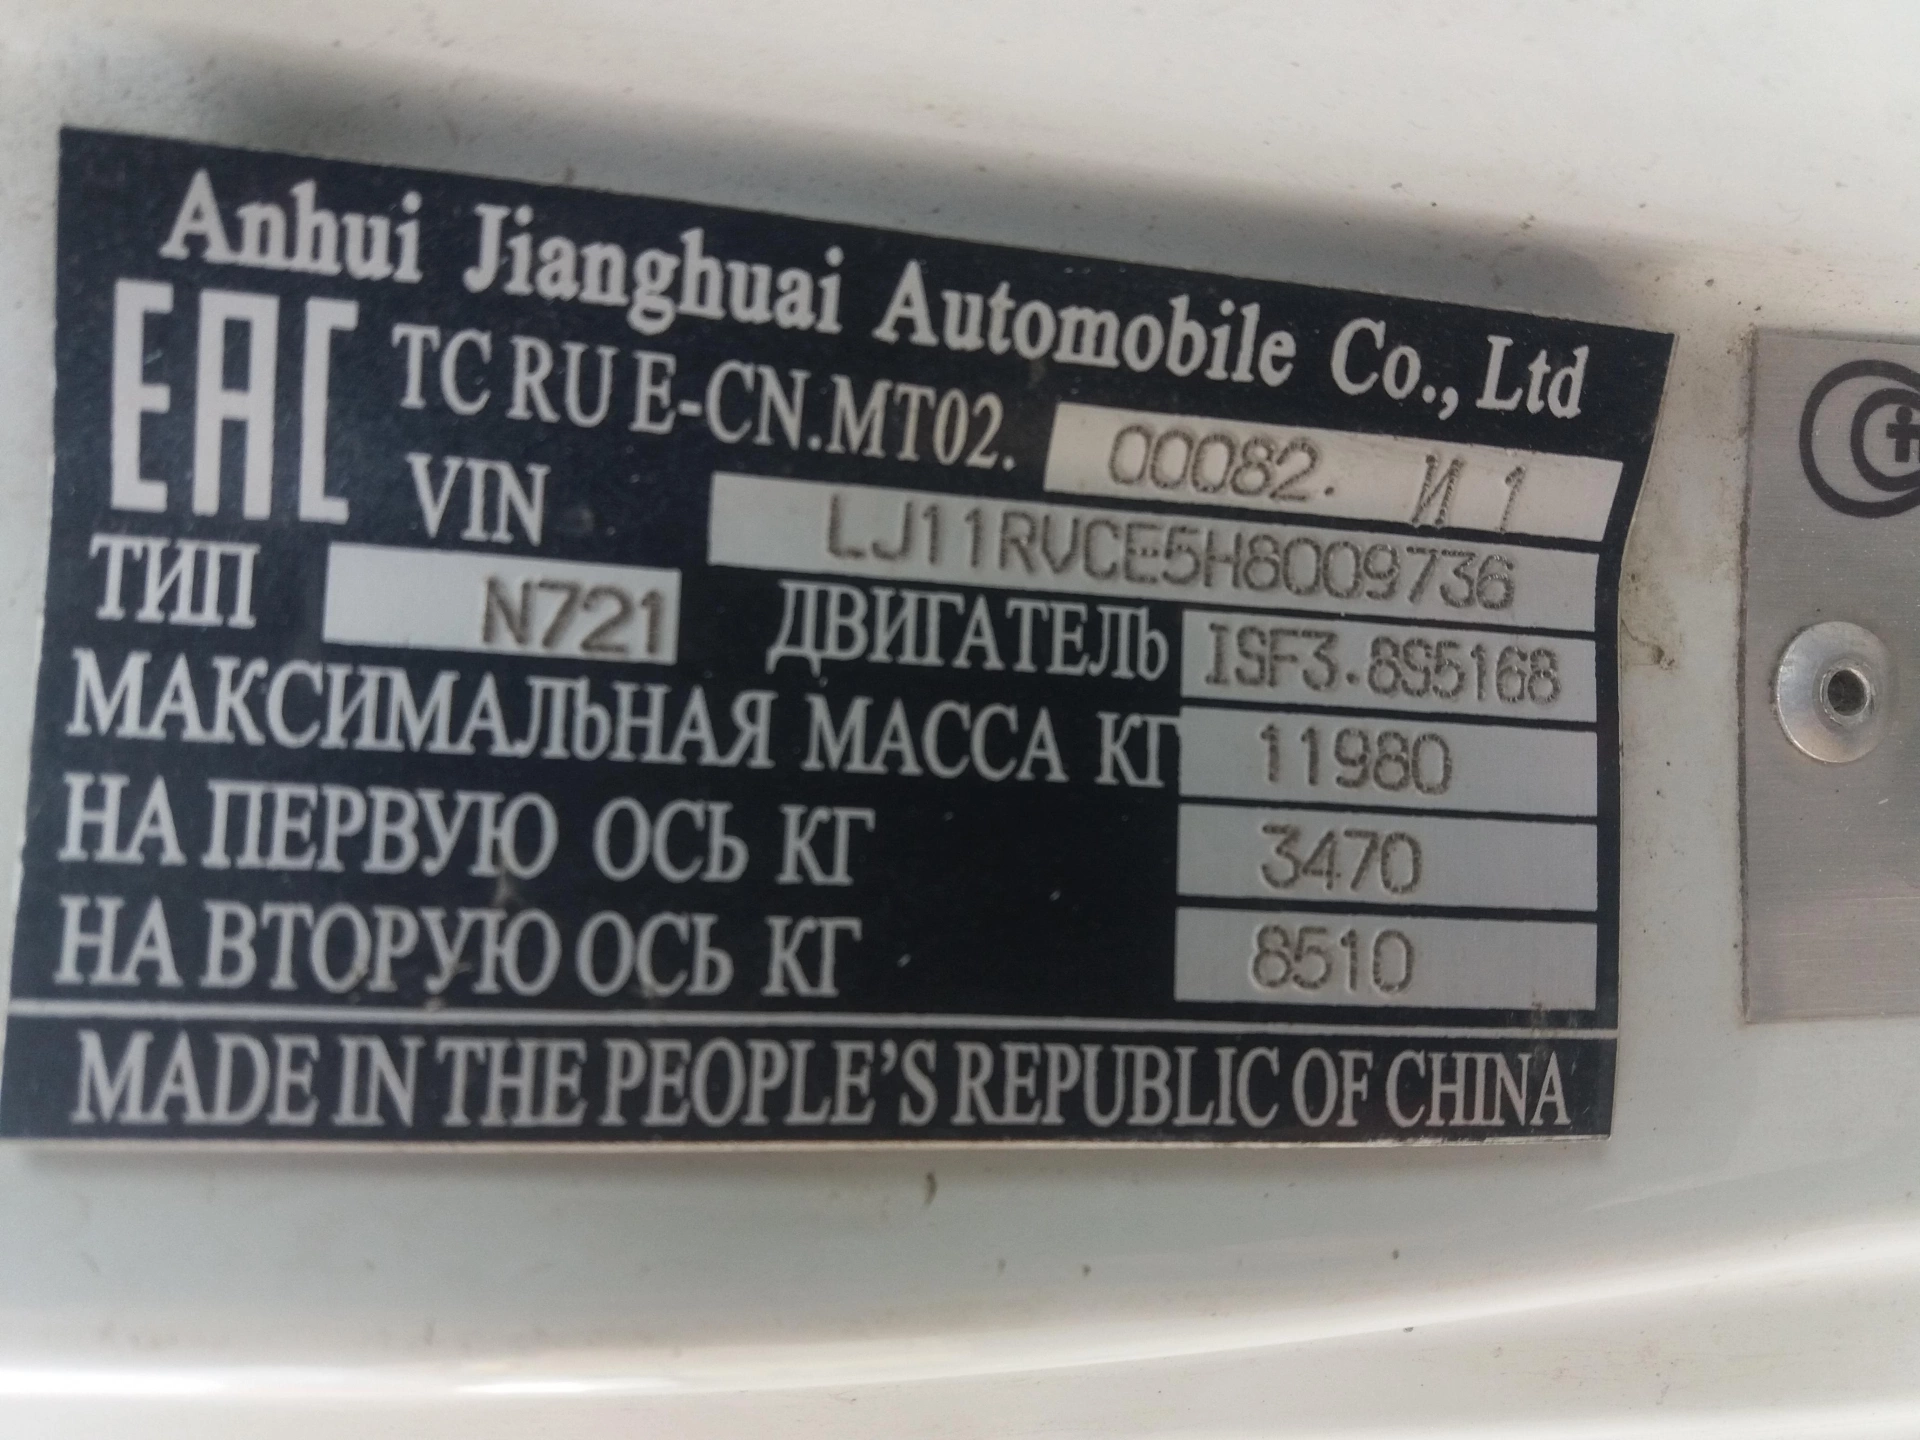 Anhui Jianghuai Automobile Co., Ltd
EAC TC RU E-CN.MT02. 00082. И 1
VIN LJ11RVCE5H8009736
ТИП N721 ДВИГАТЕЛЬ ISF3.8S5168
МАКСИМАЛЬНАЯ МАССА КГ 11980
НА ПЕРВУЮ ОСЬ КГ 3470
НА ВТОРУЮ ОСЬ КГ 8510
MADE IN THE PEOPLE'S REPUBLIC OF CHINA